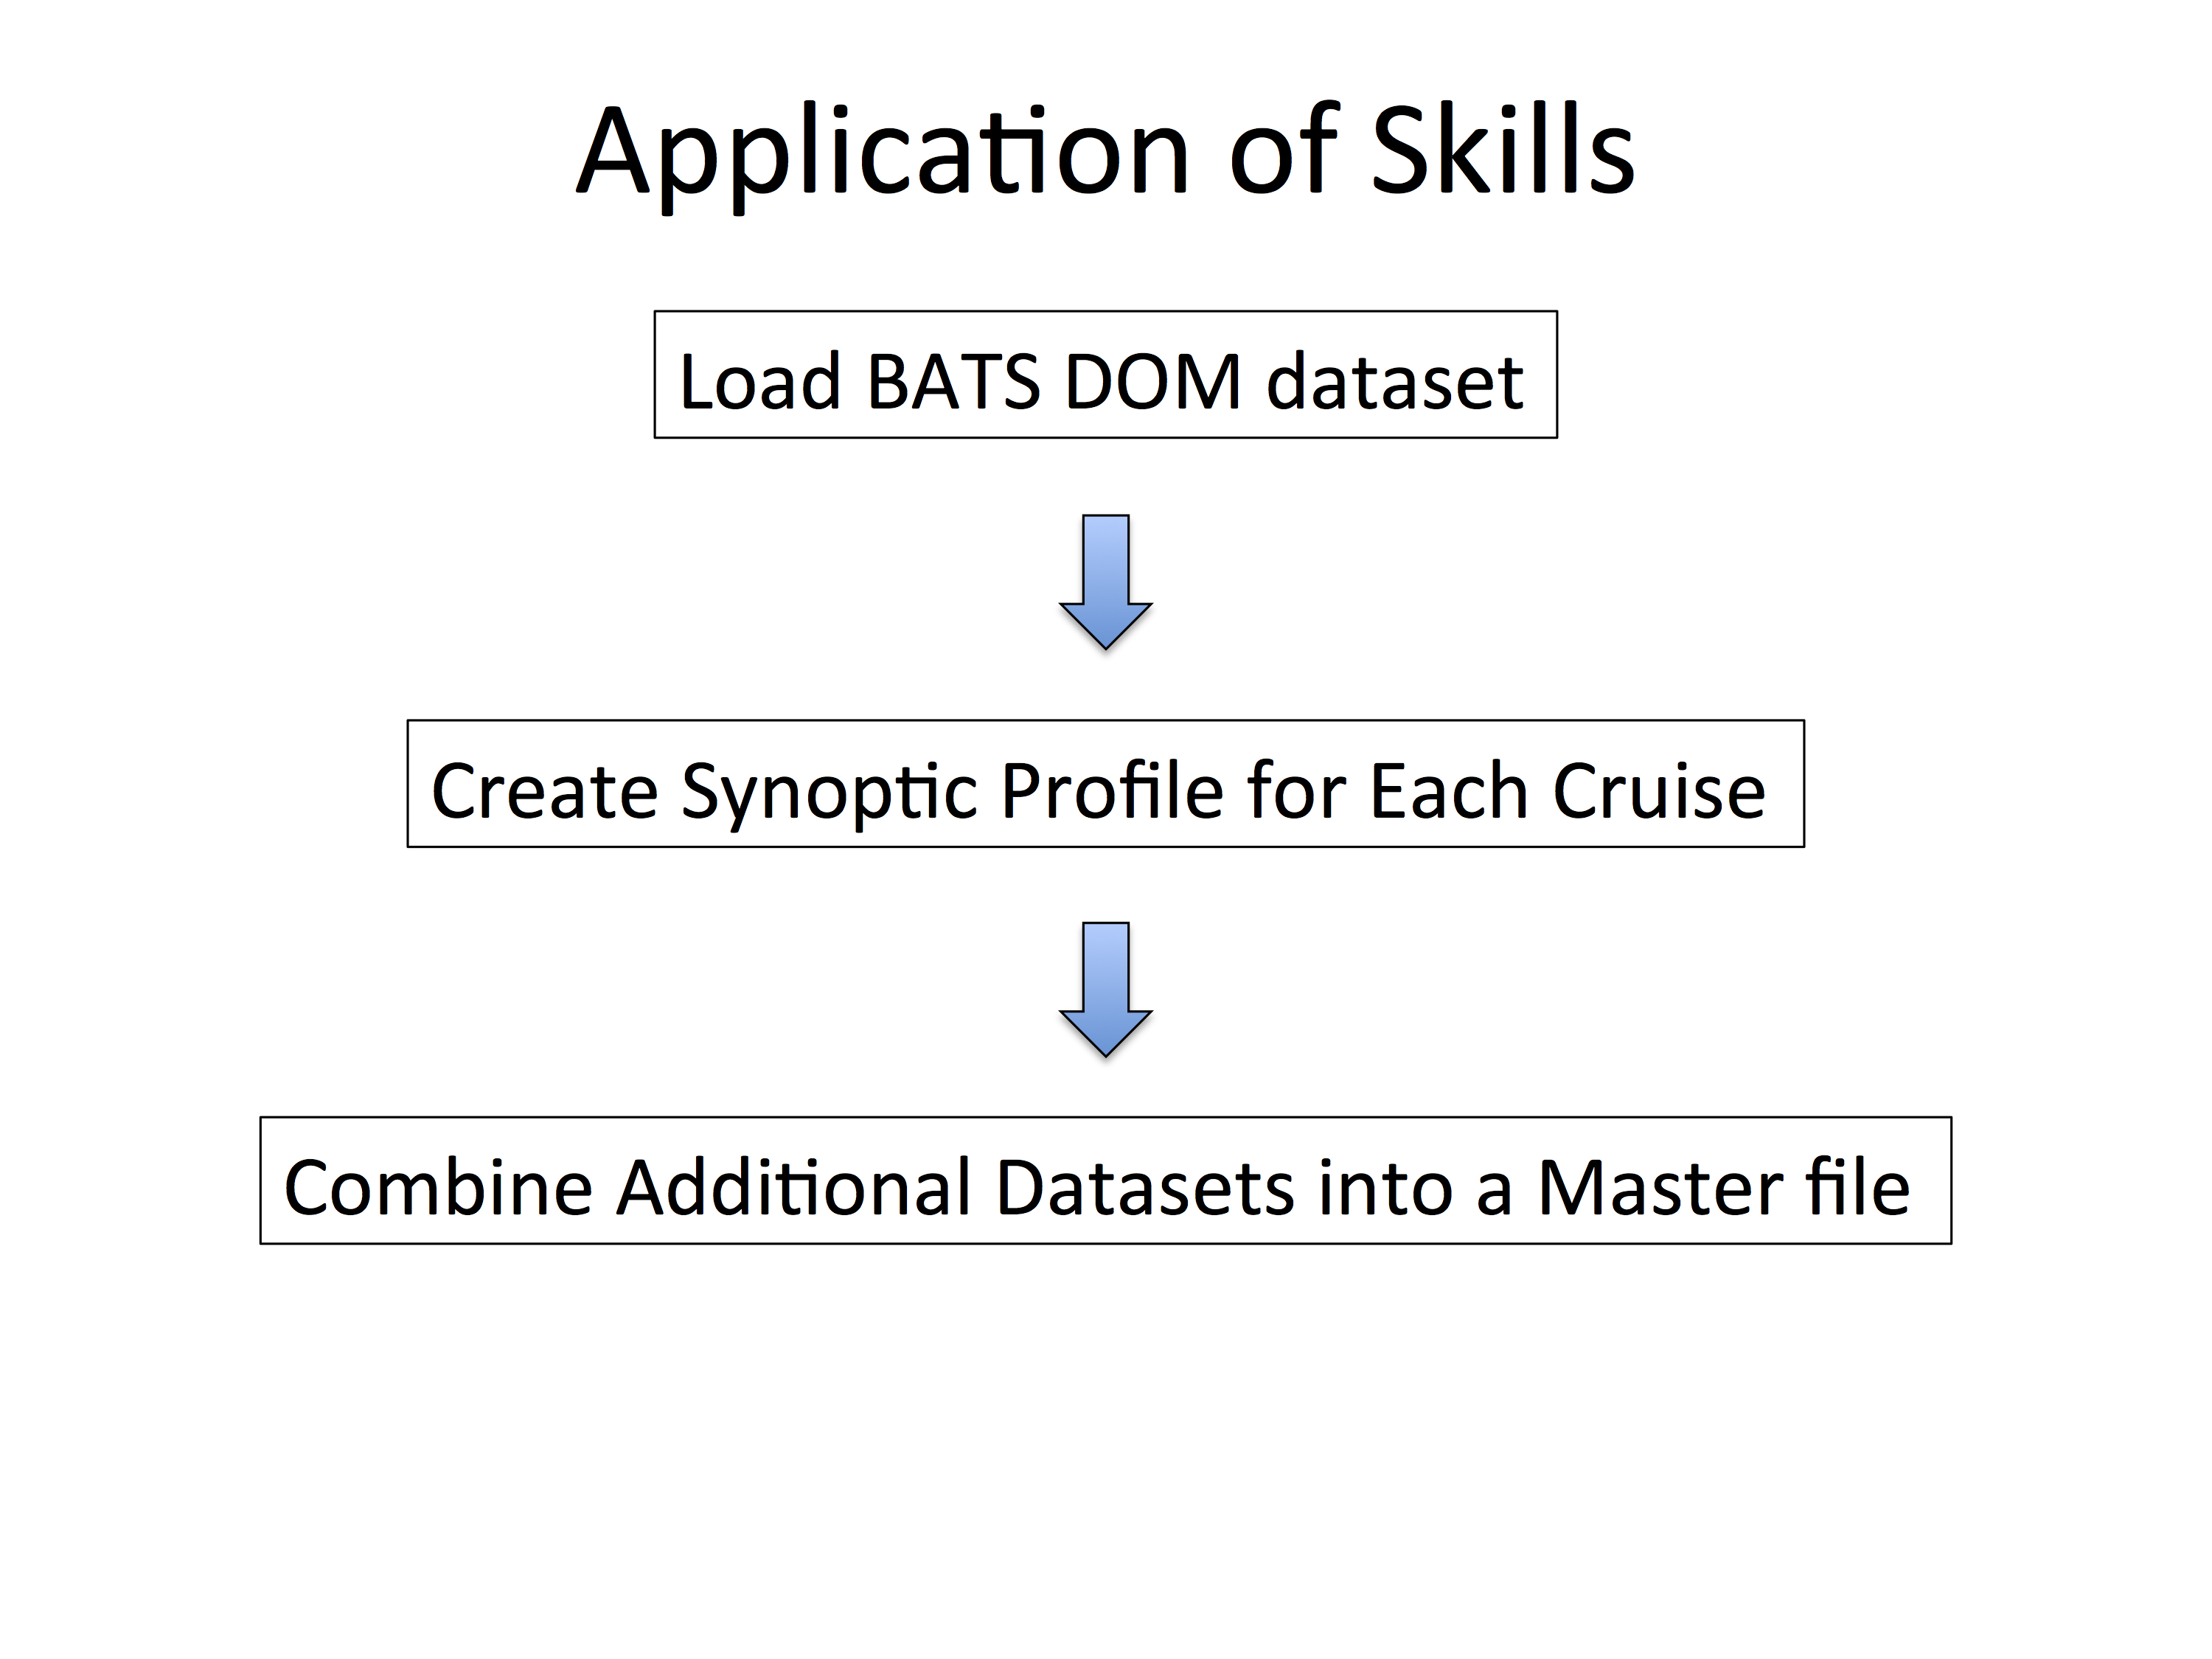 Application of Skills
Load BATS DOM dataset
Create Synoptic Profile for Each Cruise
Combine Additional Datasets into a Master file